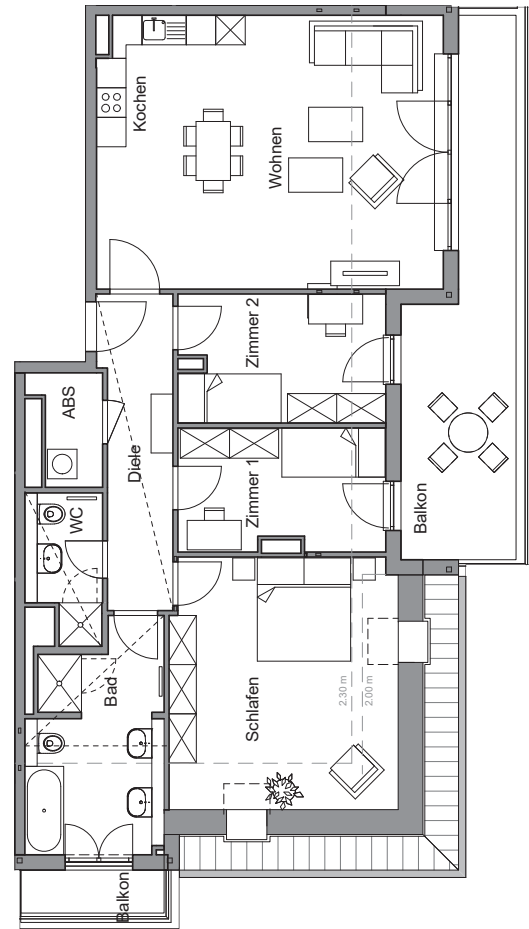 Kochen
Wohnen
Zimmer 2
ABS
Diele
WC
Zimmer 1
Balkon
Bad
Schlafen
2.30 m
2.00 m
Balkon